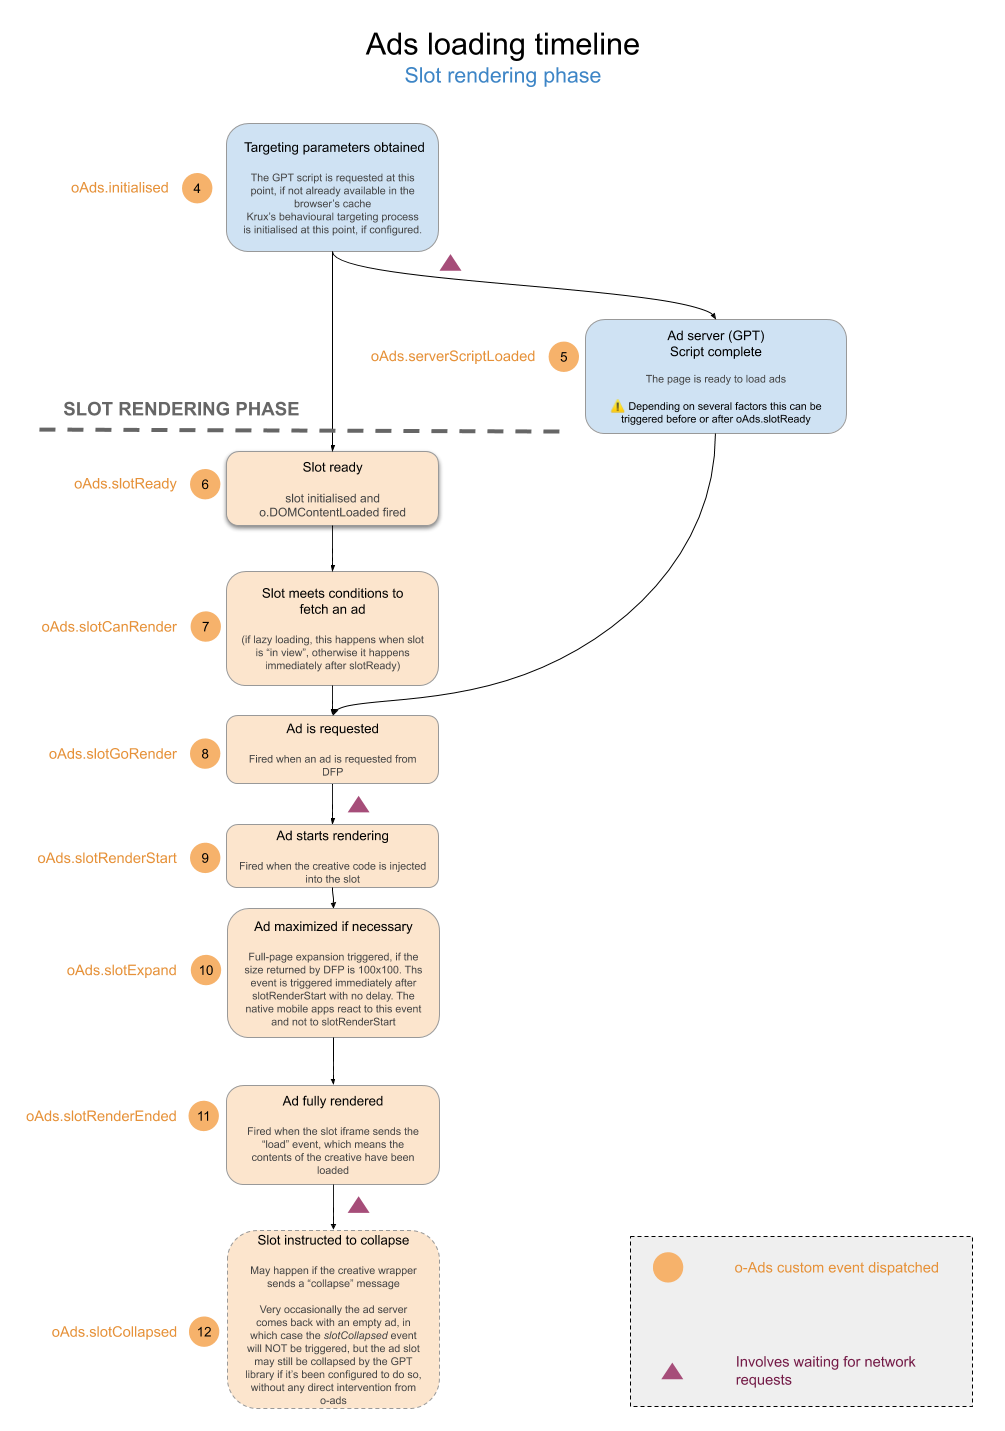 Ads loading timeline
Slot rendering phase
Targeting parameters obtained
The GPT script is requested at this
point, if not already available in the
browser's cache
Krux's behavioural targeting process
is initialised at this point, if configured.
oAds.initialised
4
Ad server (GPT)
Script complete
The page is ready to load ads
⚠️ Depending on several factors this can be
triggered before or after oAds.slotReady
oAds.serverScriptLoaded
5
SLOT RENDERING PHASE
Slot ready
slot initialised and
o.DOMContentLoaded fired
oAds.slotReady
6
Slot meets conditions to
fetch an ad
(if lazy loading, this happens when slot
is “in view”, otherwise it happens
immediately after slotReady)
oAds.slotCanRender
7
Ad is requested
Fired when an ad is requested from
DFP
oAds.slotGoRender
8
Ad starts rendering
Fired when the creative code is injected
into the slot
oAds.slotRenderStart
9
Ad maximized if necessary
Full-page expansion triggered, if the
size returned by DFP is 100x100. Ths
event is triggered immediately after
slotRenderStart with no delay. The
native mobile apps react to this event
and not to slotRenderStart
oAds.slotExpand
10
Ad fully rendered
Fired when the slot iframe sends the
“load” event, which means the
contents of the creative have been
loaded
oAds.slotRenderEnded
11
Slot instructed to collapse
May happen if the creative wrapper
sends a “collapse” message
Very occasionally the ad server
comes back with an empty ad, in
which case the slotCollapsed event
will NOT be triggered, but the ad slot
may still be collapsed by the GPT
library if it's been configured to do so,
without any direct intervention from
o-ads
oAds.slotCollapsed
12
o-Ads custom event dispatched
Involves waiting for network
requests